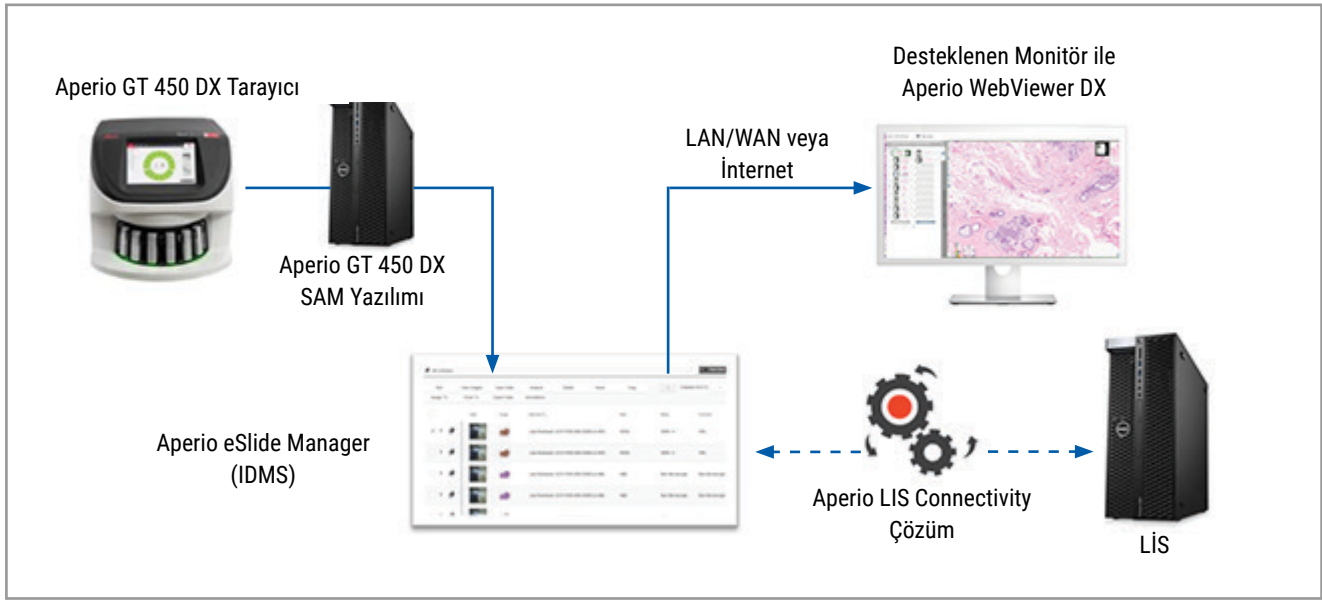 Aperio GT 450 DX Tarayıcı
Aperio GT 450 DX
SAM Yazılımı
LAN/WAN veya
İnternet
Desteklenen Monitör ile
Aperio WebViewer DX
Aperio eSlide Manager
(IDMS)
Aperio LIS Connectivity
Çözüm
LİS